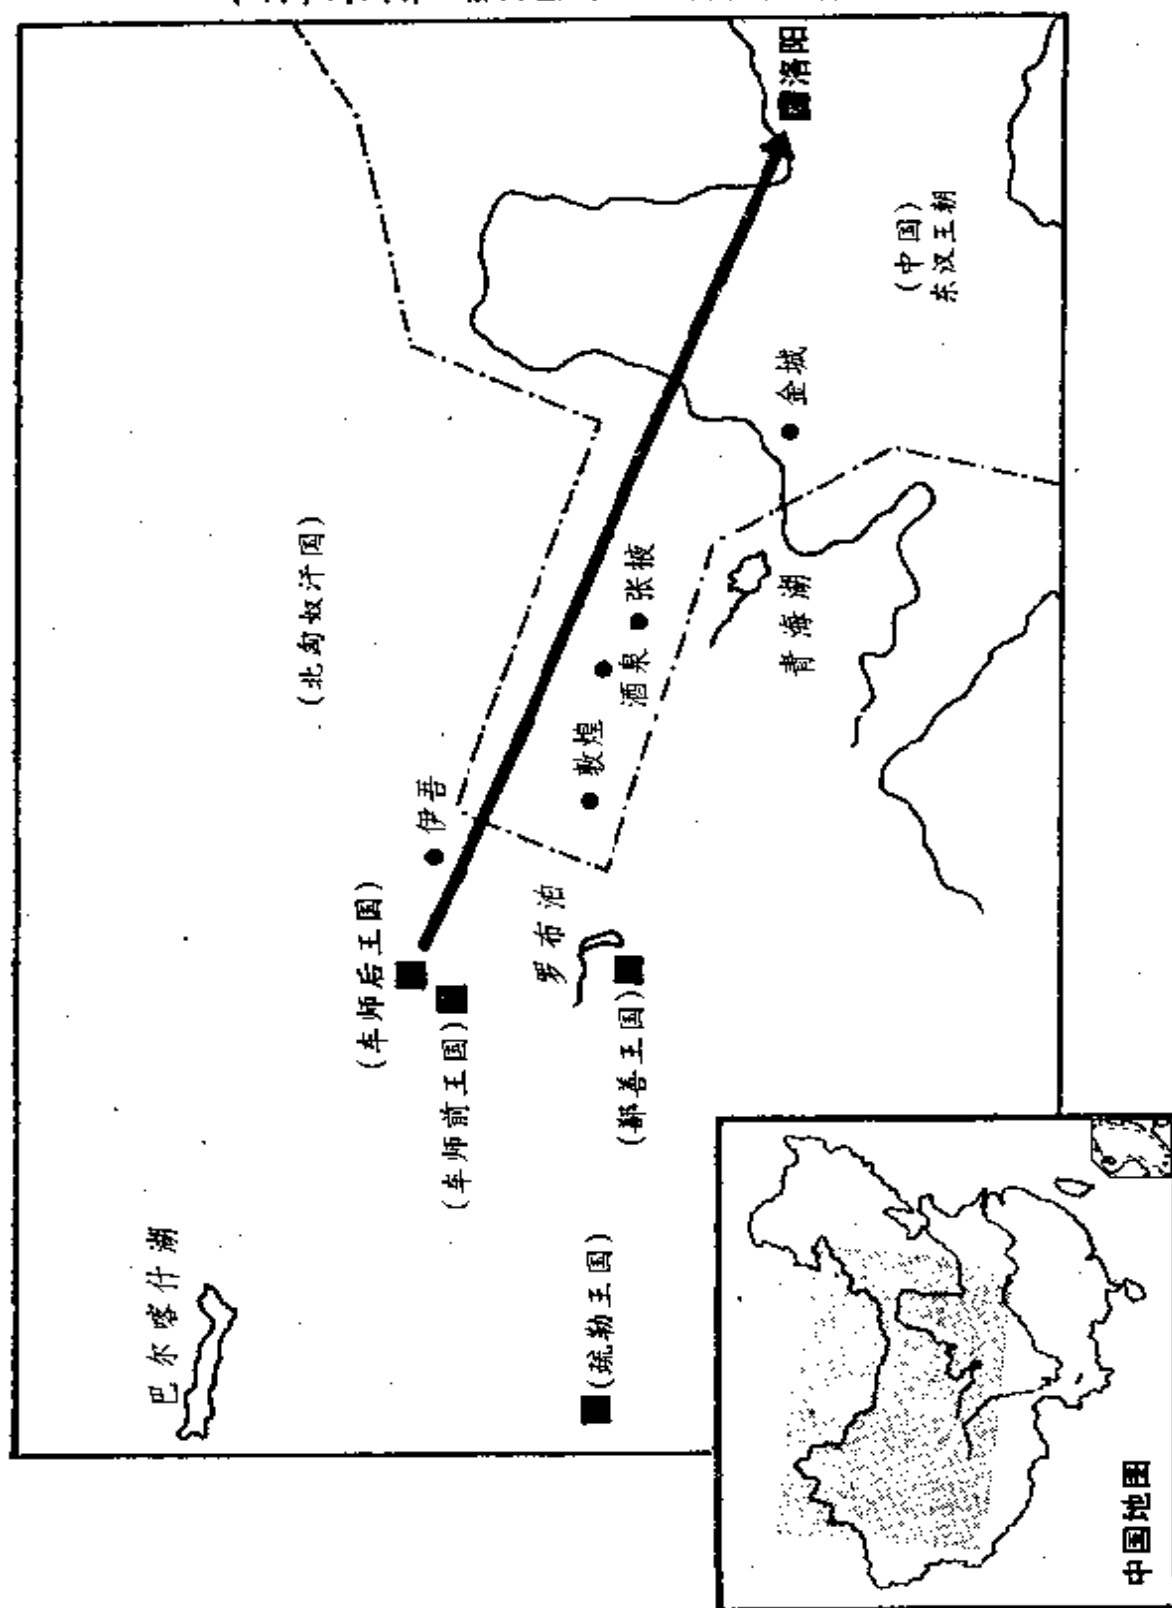 巴尔喀什湖
(北匈奴汗国)
(车师后王国)
伊吾
(车师前王国)
罗布泊
敦煌
(疏勒王国)
(鄯善王国)
酒泉
张掖
青海湖
金城
洛阳
(中国)
东汉王朝
中国地图